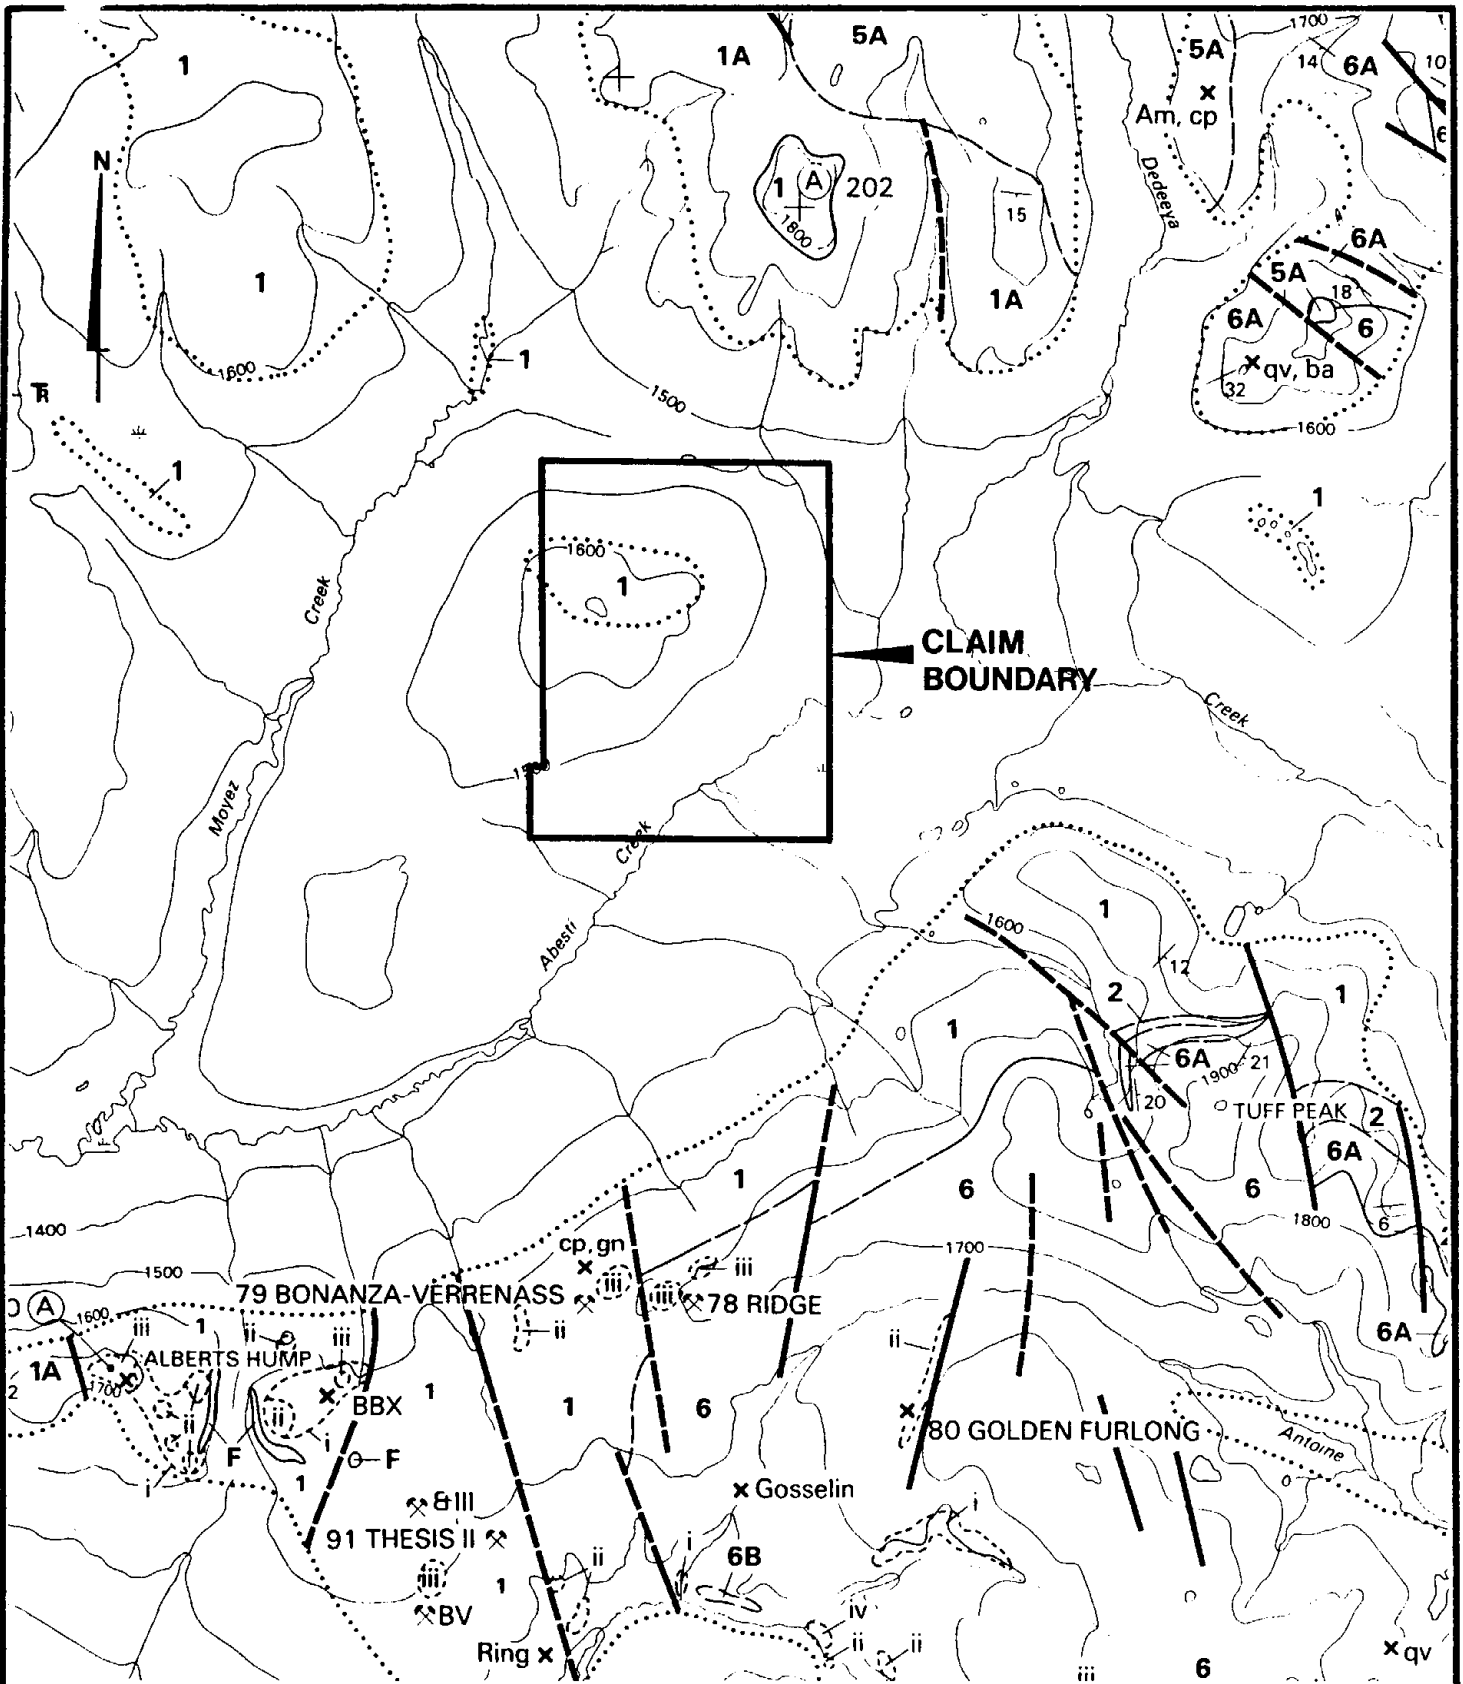 1700
5A
1
1A
5A
14
6A
10
Am, cp
6
N
Dedeeya
1
A
202
15
1800
6A
5A
18
1
1A
6A
6
1600
1
qv, ba
32
1500
TR
1600
1
1
1600
1
Creek
CLAIM
BOUNDARY
Creek
Moyez
Creek
1600
1
12
Abesti
2
1
1
6A
1900
21
20
TUFF PEAK
2
6A
1
6
6
1400
1800
6
cp, gn
1700
1500
iii
iii
79 BONANZA-VERRENASS
iii
78 RIDGE
A
1600
iii
1
ii
iii
ii
ii
6A
1A
ALBERTS HUMP
2
1700
1
BBX
1
6
ii
ii
80 GOLDEN FURLONG
Antoine
F
i
F
i
1
Gosselin
& III
i
91 THESIS II
ii
i
6B
iii
1
BV
iv
Ring
ii
ii
qv
iii
6